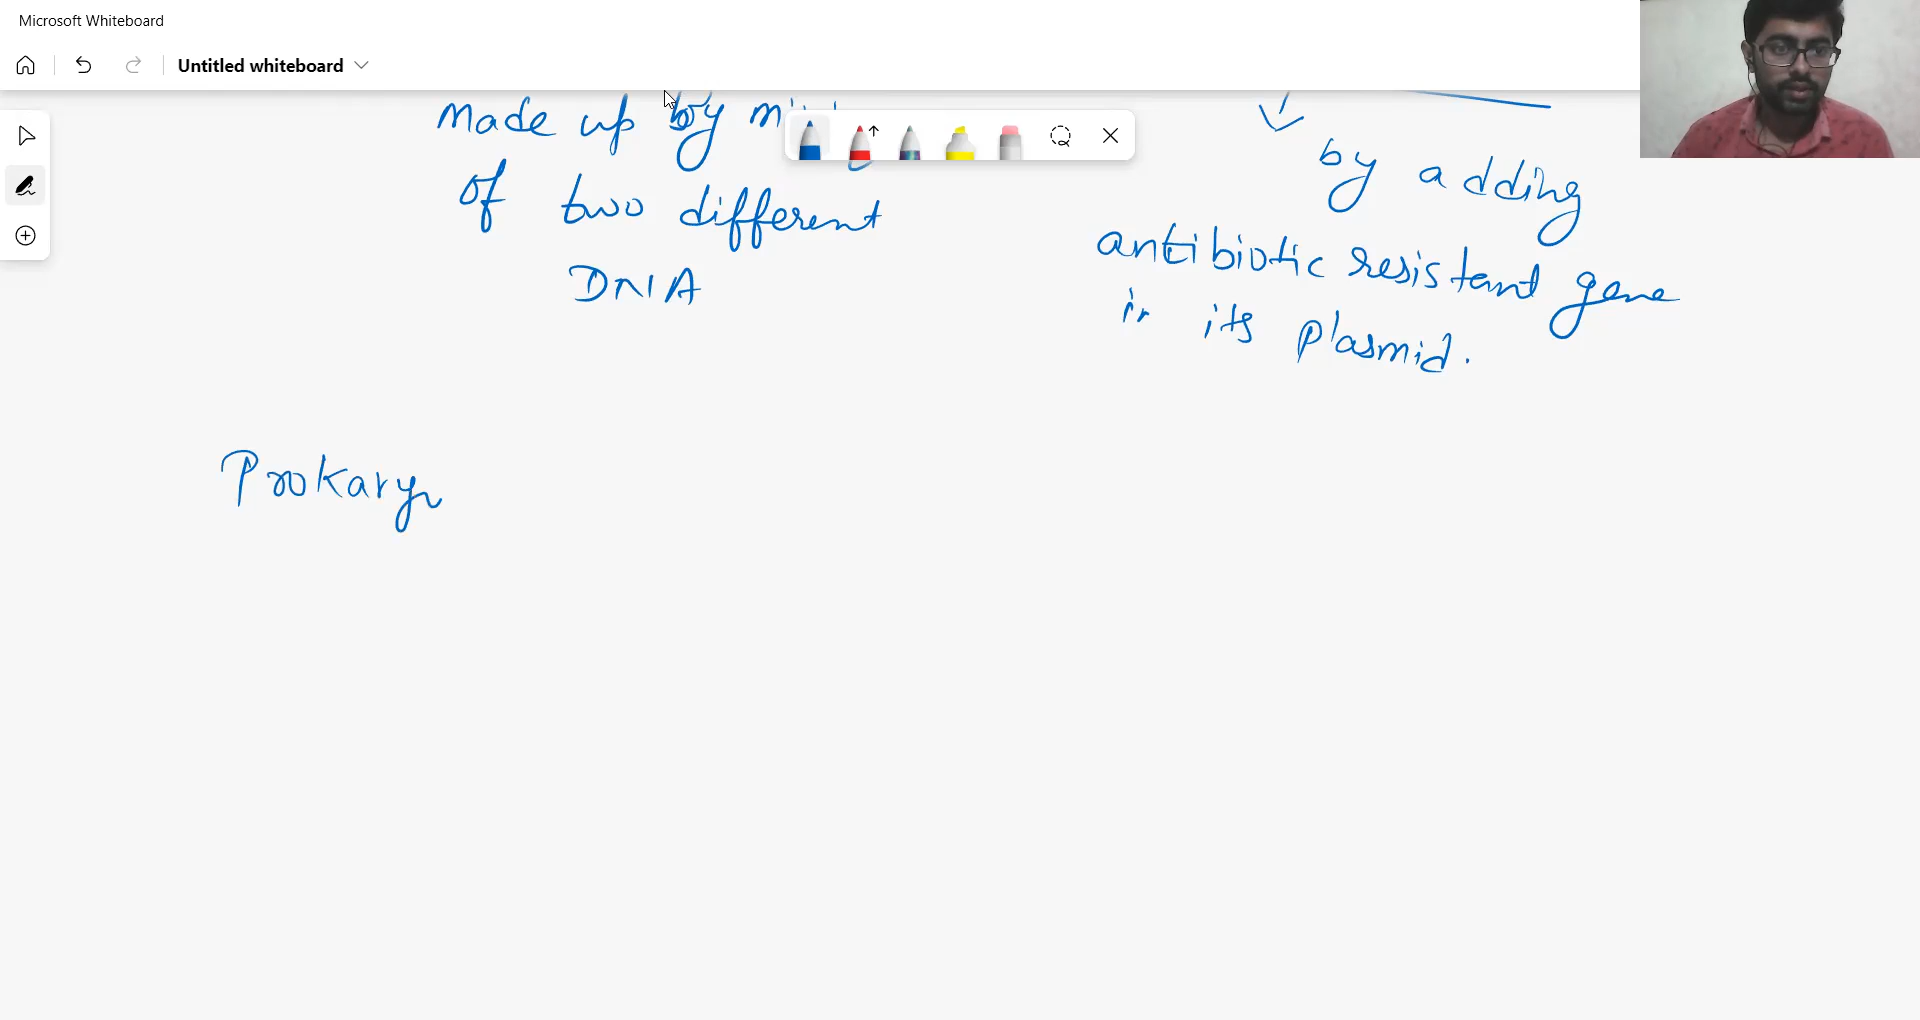 Microsoft Whiteboard
Untitled whiteboard
made up by
of two different
DNA
by adding
antibiotic resistant gene
in its plasmid.
Prokary